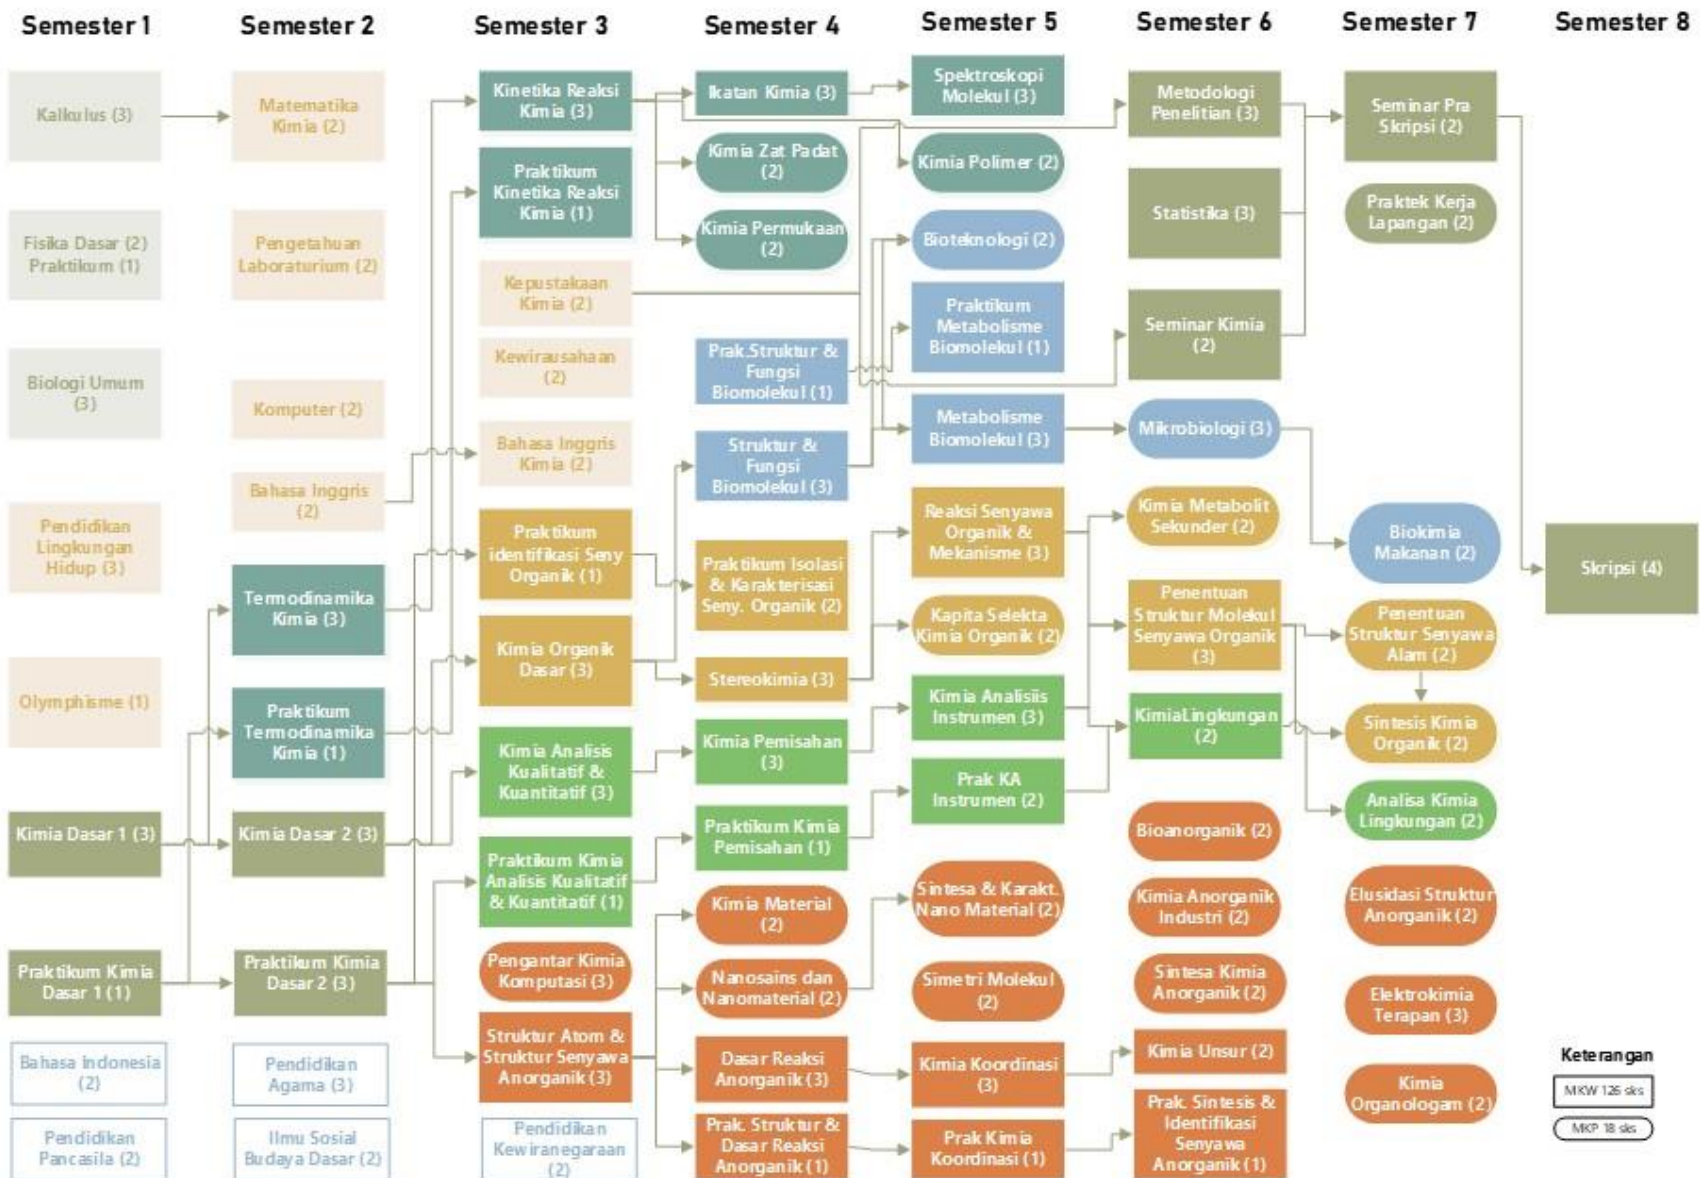 Semester 1
Semester 2
Semester 3
Semester 4
Semester 5
Semester 6
Semester 7
Semester 8
Kalkulus (3)
Fisika Dasar (2)
Praktikum (1)
Biologi Umum
(3)
Pendidikan
Lingkungan
Hidup (3)
Olymphisme (1)
Kimia Dasar 1 (3)
Praktikum Kimia
Dasar 1 (1)
Bahasa Indonesia
(2)
Pendidikan
Pancasila (2)
Matematika
Kimia (2)
Pengetahuan
Laboraturium (2)
Komputer (2)
Bahasa Inggris
(2)
Termodinamika
Kimia (3)
Praktikum
Termodinamika
Kimia (1)
Kimia Dasar 2 (3)
Praktikum Kimia
Dasar 2 (3)
Pendidikan
Agama (3)
Ilmu Sosial
Budaya Dasar (2)
Kinetika Reaksi
Kimia (3)
Praktikum
Kinetika Reaksi
Kimia (1)
Kepustakaan
Kimia (2)
Kewirausahaan
(2)
Bahasa Inggris
Kimia (2)
Praktikum
identifikasi Seny
Organik (1)
Kimia Organik
Dasar (3)
Kimia Analisis
Kualitatif &
Kuantitatif (3)
Praktikum Kimia
Analisis Kualitatif
& Kuantitatif (1)
Pengantar Kimia
Komputasi (3)
Struktur Atom &
Struktur Senyawa
Anorganik (3)
Pendidikan
Kewiranegaraan
(2)
Ikatan Kimia (3)
Kimia Zat Padat
(2)
Kimia Permukaan
(2)
Prak.Struktur &
Fungsi
Biomolekul (1)
Struktur &
Fungsi
Biomolekul (3)
Praktikum Isolasi
& Karakterisasi
Seny. Organik (2)
Stereokimia (3)
Kimia Pemisahan
(3)
Praktikum Kimia
Pemisahan (1)
Kimia Material
(2)
Nanosains dan
Nanomaterial (2)
Dasar Reaksi
Anorganik (3)
Prak. Struktur &
Dasar Reaksi
Anorganik (1)
Spektroskopi
Molekul (3)
Kimia Polimer (2)
Bioteknologi (2)
Praktikum
Metabolisme
Biomolekul (1)
Metabolisme
Biomolekul (3)
Reaksi Senyawa
Organik &
Mekanisme (3)
Kapita Selekta
Kimia Organik (2)
Kimia Analisiis
Instrumen (3)
Prak KA
Instrumen (2)
Sintesa & Karakt.
Nano Material (2)
Simetri Molekul
(2)
Kimia Koordinasi
(3)
Prak Kimia
Koordinasi (1)
Metodologi
Penelitian (3)
Statistika (3)
Seminar Kimia
(2)
Mikrobiologi (3)
Kimia Metabolit
Sekunder (2)
Penentuan
Struktur Molekul
Senyawa Organik
(3)
KimiaLingkungan
(2)
Bioanorganik (2)
Kimia Anorganik
Industri (2)
Sintesa Kimia
Anorganik (2)
Kimia Unsur (2)
Prak. Sintesis &
Identifikasi
Senyawa
Anorganik (1)
Seminar Pra
Skripsi (2)
Praktek Kerja
Lapangan (2)
Biokimia
Makanan (2)
Penentuan
Struktur Senyawa
Alam (2)
Sintesis Kimia
Organik (2)
Analisa Kimia
Lingkungan (2)
Elusidasi Struktur
Anorganik (2)
Elektrokimia
Terapan (3)
Kimia
Organologam (2)
Skripsi (4)
Keterangan
MKW 126 sks
MKP 18 sks